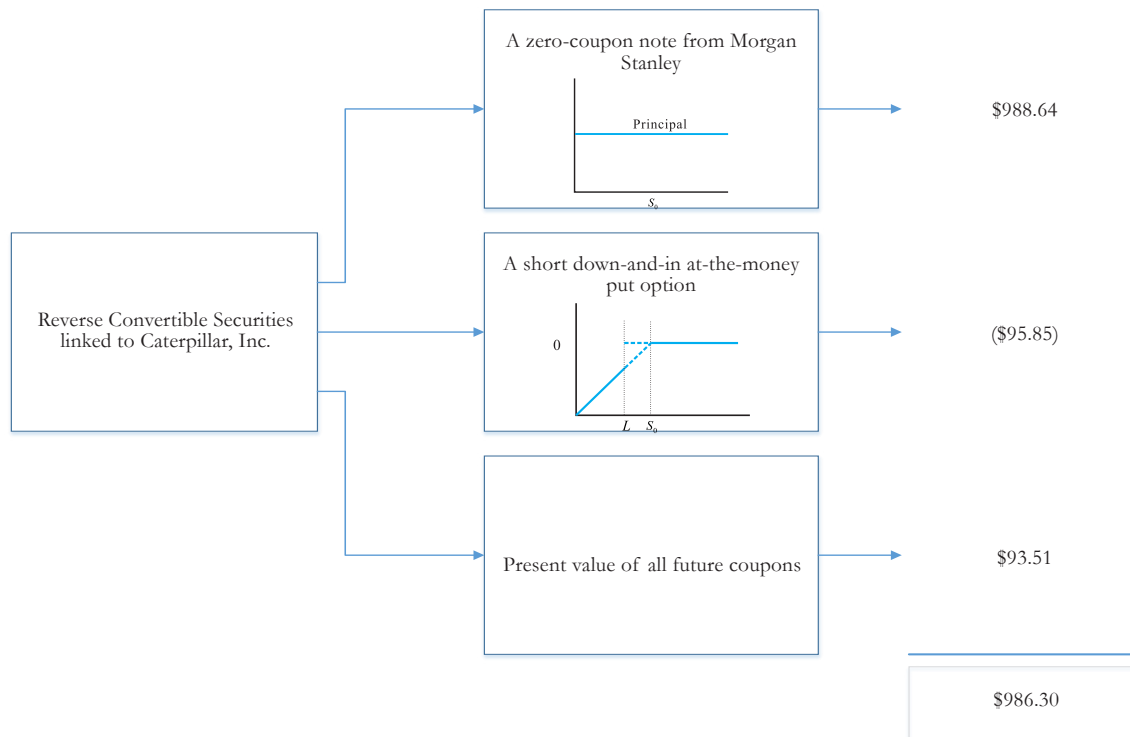 A zero-coupon note from Morgan
Stanley
Principal
S₀
$988.64
Reverse Convertible Securities
linked to Caterpillar, Inc.
A short down-and-in at-the-money
put option
0
L S₀
($95.85)
Present value of all future coupons
$93.51
$986.30